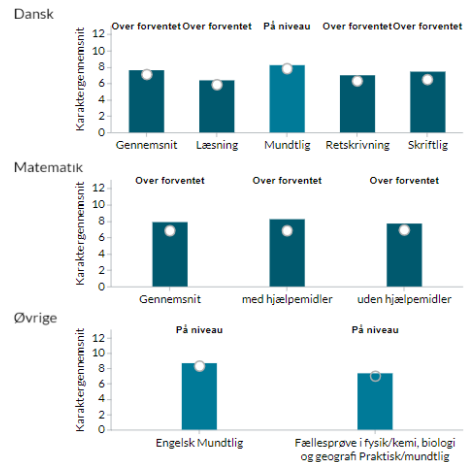 Dansk
Over forventet Over forventet På niveau Over forventet Over forventet
Karaktergennemsnit
12
10
8
6
4
2
0
Gennemsnit Læsning Mundtlig Retskrivning Skriftlig
Matematik
Over forventet Over forventet Over forventet
Karaktergennemsnit
12
10
8
6
4
2
0
Gennemsnit med hjælpemidler uden hjælpemidler
Øvrige
På niveau På niveau
Karaktergennemsnit
12
10
8
6
4
2
0
Engelsk Mundtlig Fællesprøve i fysik/kemi, biologi
og geografi Praktisk/mundtlig